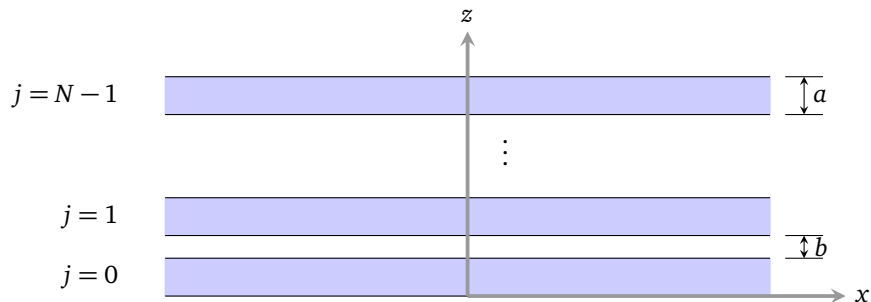 z
j = N − 1
a
⋮
j = 1
b
j = 0
x